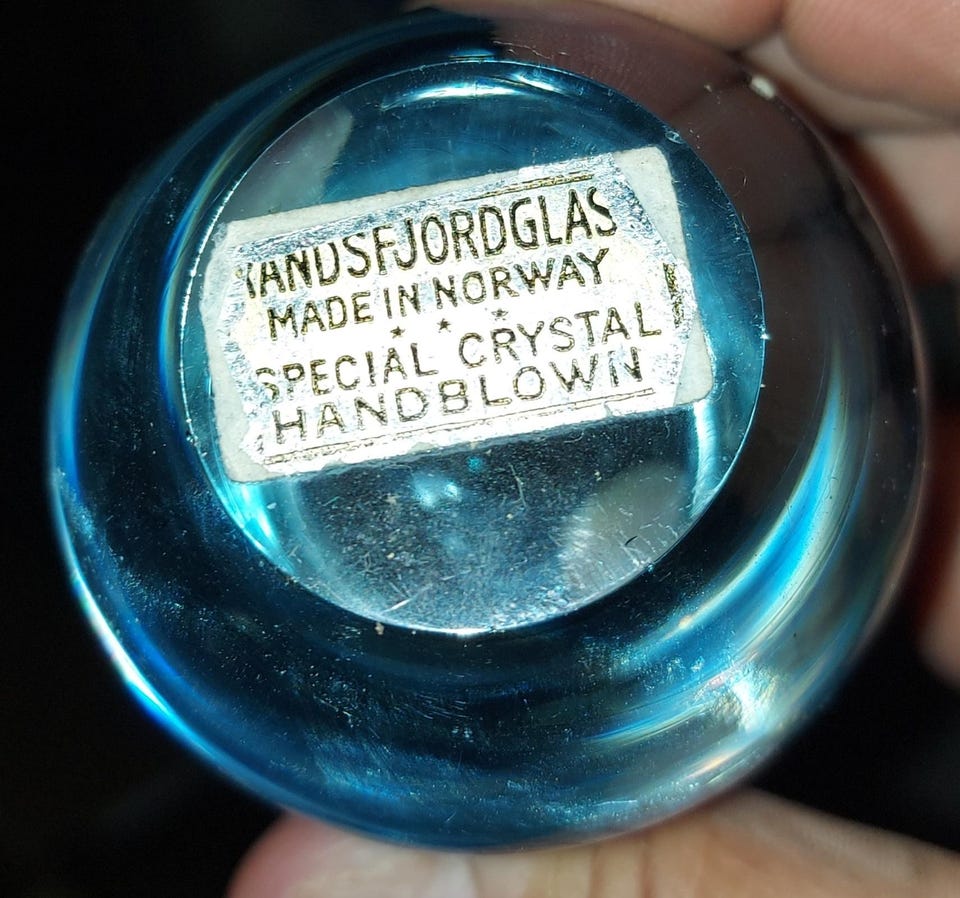 RANDSFJORDGLAS
MADE IN NORWAY
* * *
SPECIAL CRYSTAL
HANDBLOWN